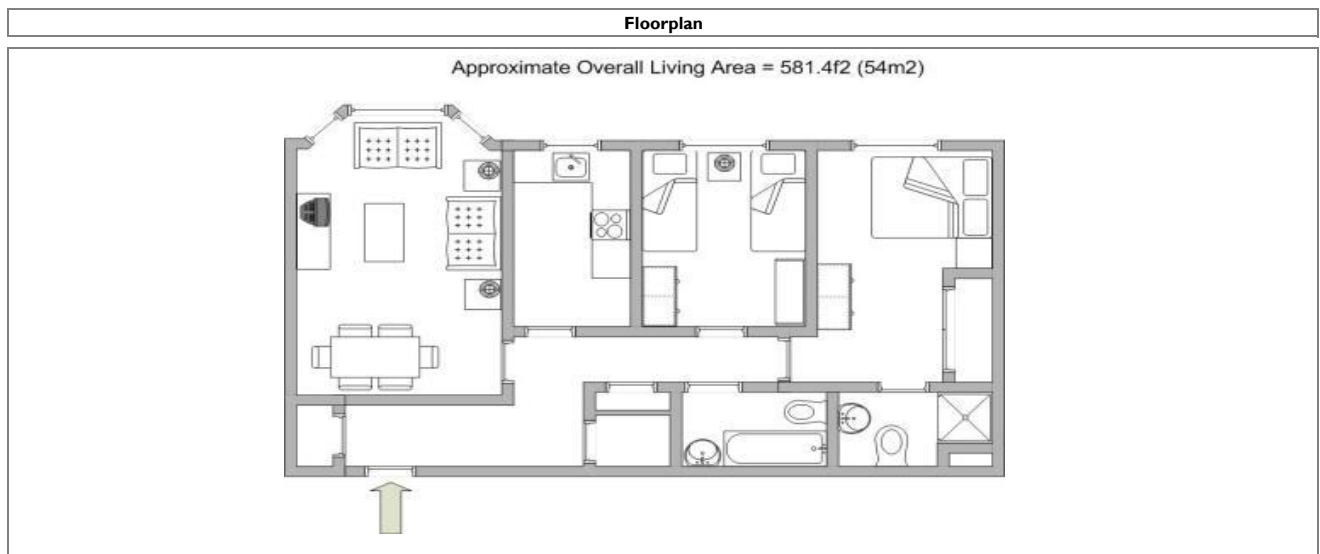 Floorplan
Approximate Overall Living Area = 581.4f2 (54m2)